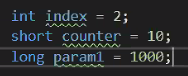 int index = 2;
short counter = 10;
long param1 = 1000;